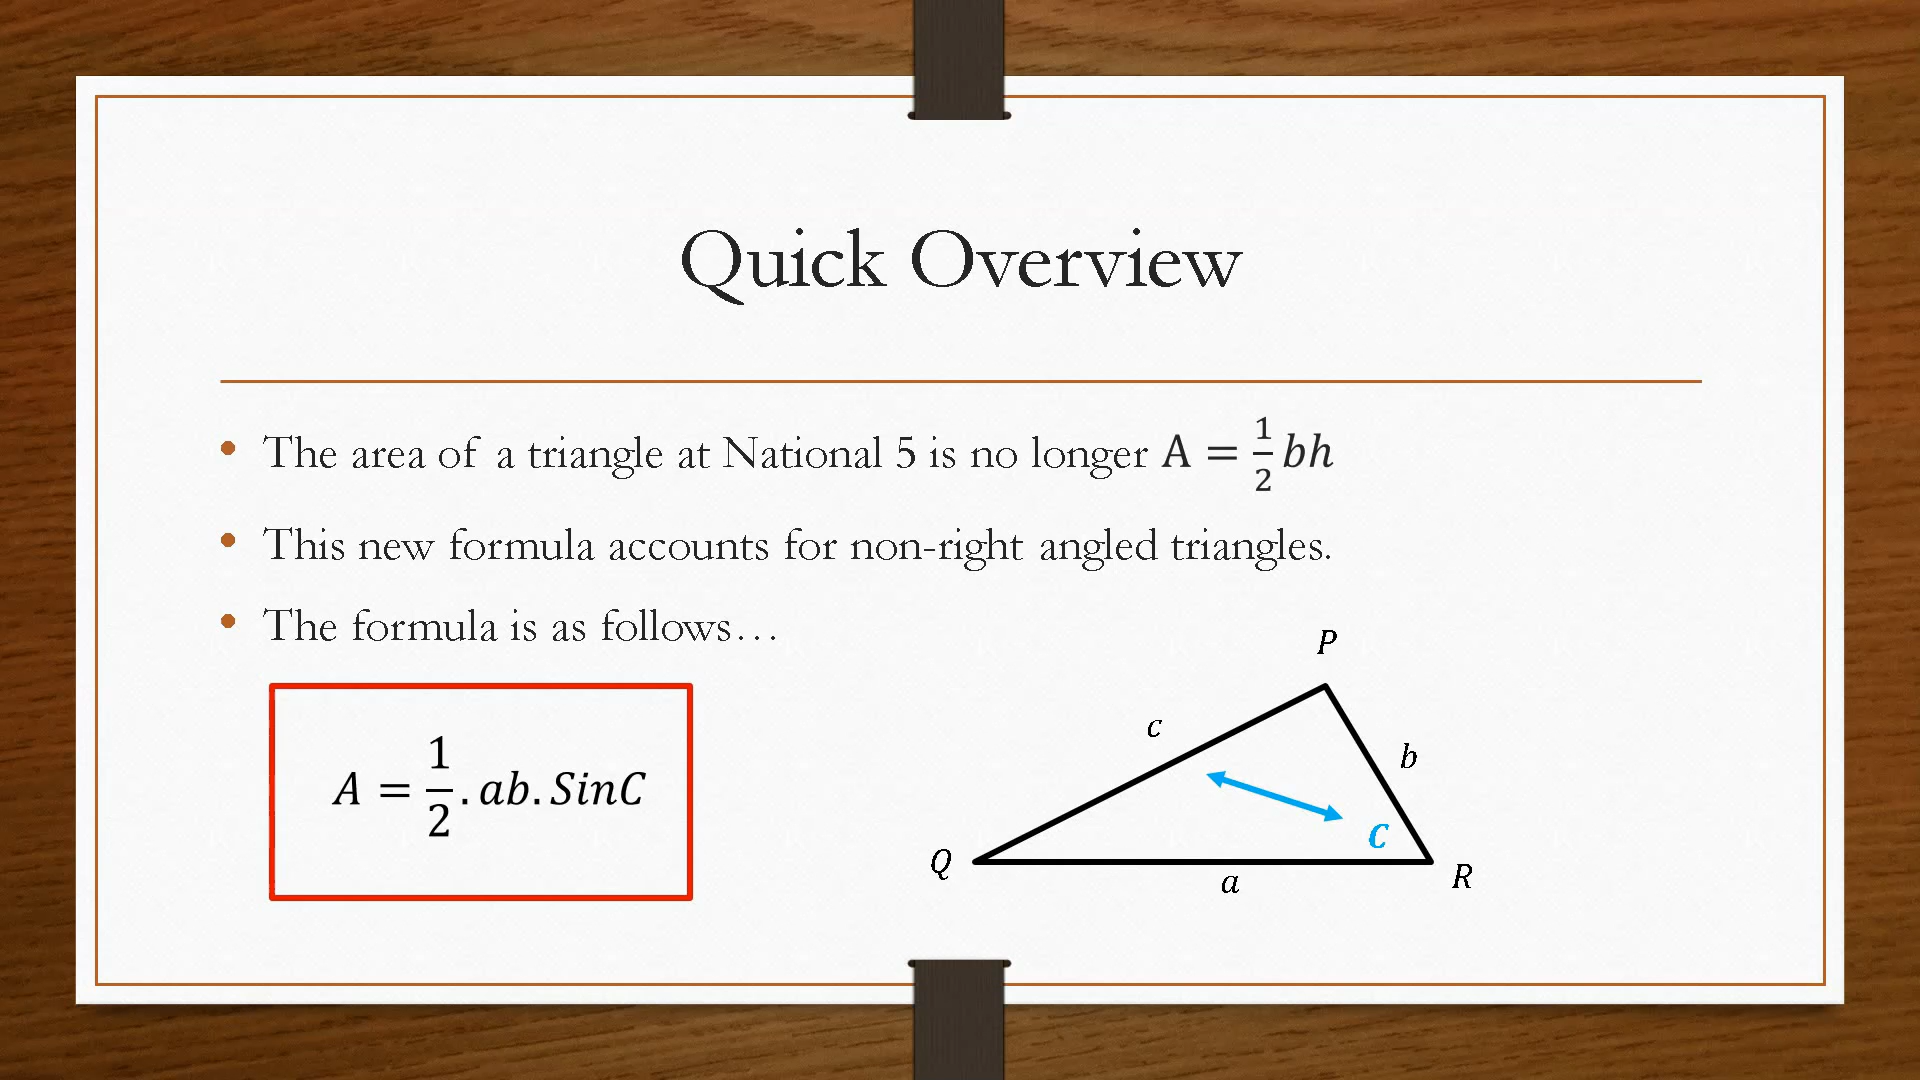 Quick Overview
• The area of a triangle at National 5 is no longer A = 1/2 bh
• This new formula accounts for non-right angled triangles.
• The formula is as follows…
A = 1/2 . ab. SinC
P
c
b
C
Q
a
R